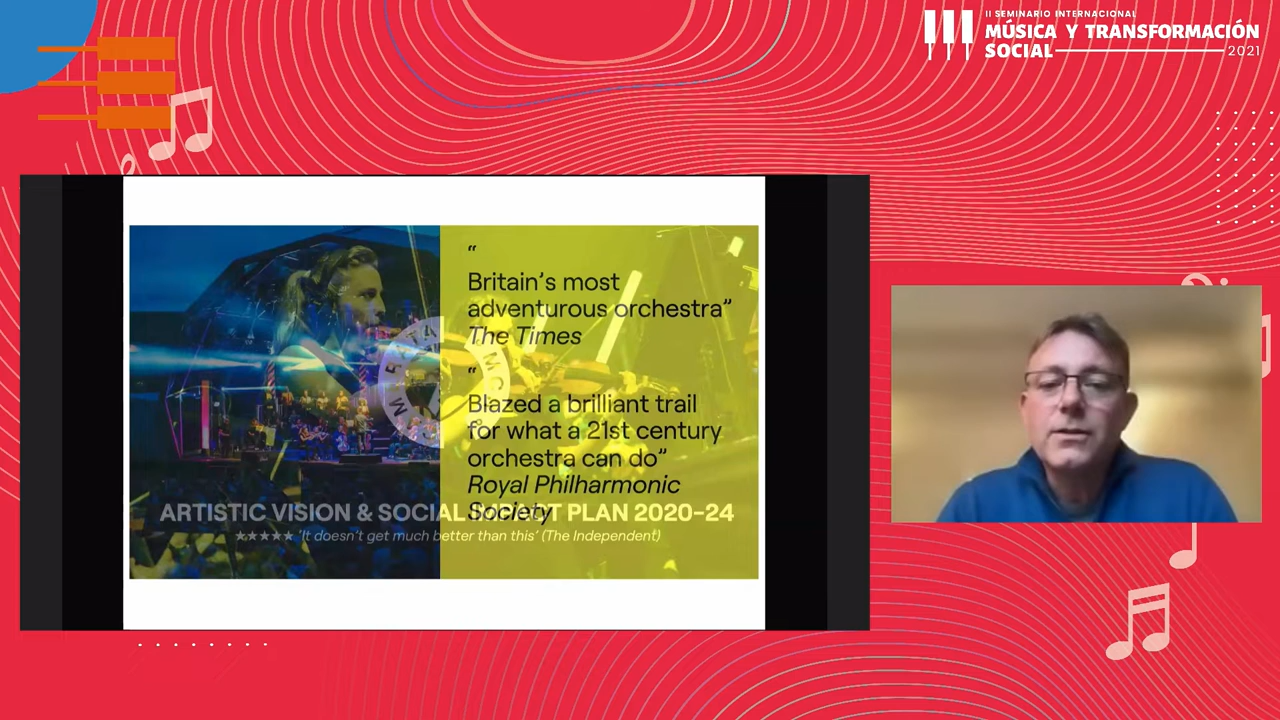 II SEMINARIO INTERNACIONAL
MÚSICA Y TRANSFORMACIÓN
SOCIAL
2021
“
Britain’s most
adventurous orchestra”
The Times
“
Blazed a brilliant trail
for what a 21st century
orchestra can do”
Royal Philharmonic
Society
ARTISTIC VISION & SOCIAL IMPACT PLAN 2020–24
★★★★★ ‘It doesn’t get much better than this’ (The Independent)